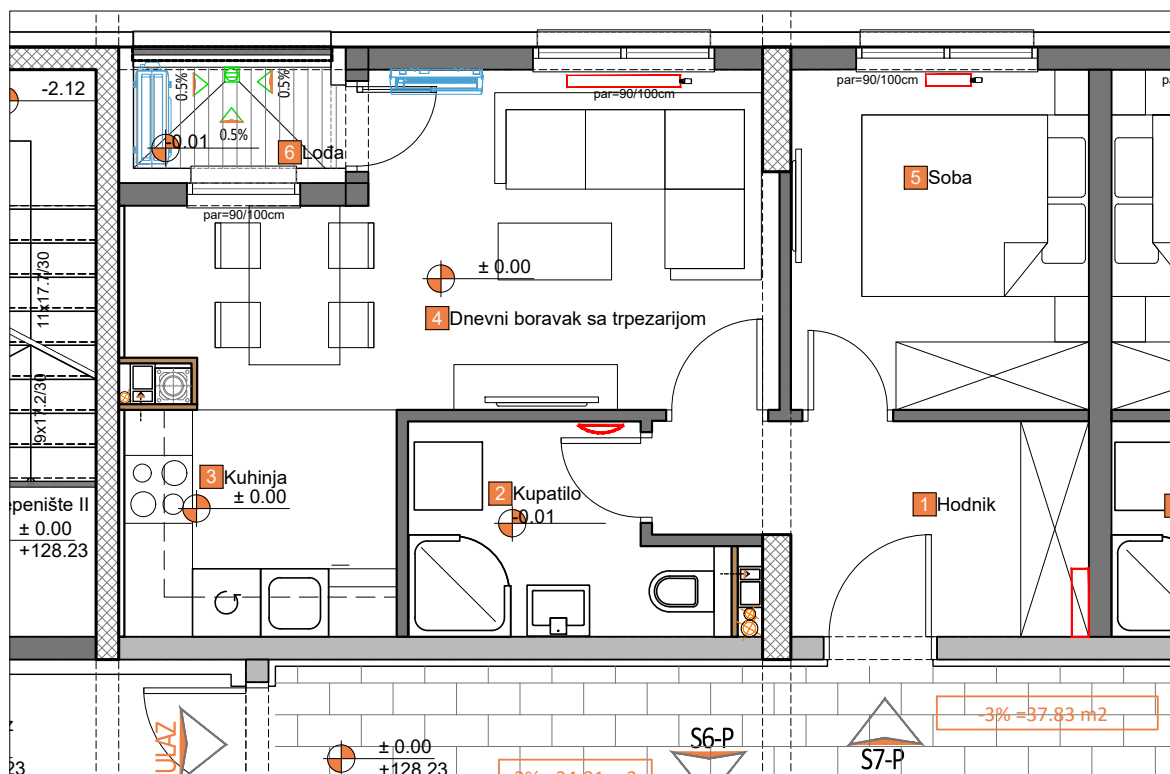 -2.12
0.5%
0.5%
0.5%
-0.01
6 Lođa
par=90/100cm
par=90/100cm
par=90/100cm
5 Soba
± 0.00
4 Dnevni boravak sa trpezarijom
11x17.7/30
9x17.2/30
3 Kuhinja
± 0.00
2 Kupatilo
-0.01
1 Hodnik
epenište II
± 0.00
+128.23
ULAZ
± 0.00
+128.23
S6-P
S7-P
-3% =37.83 m2